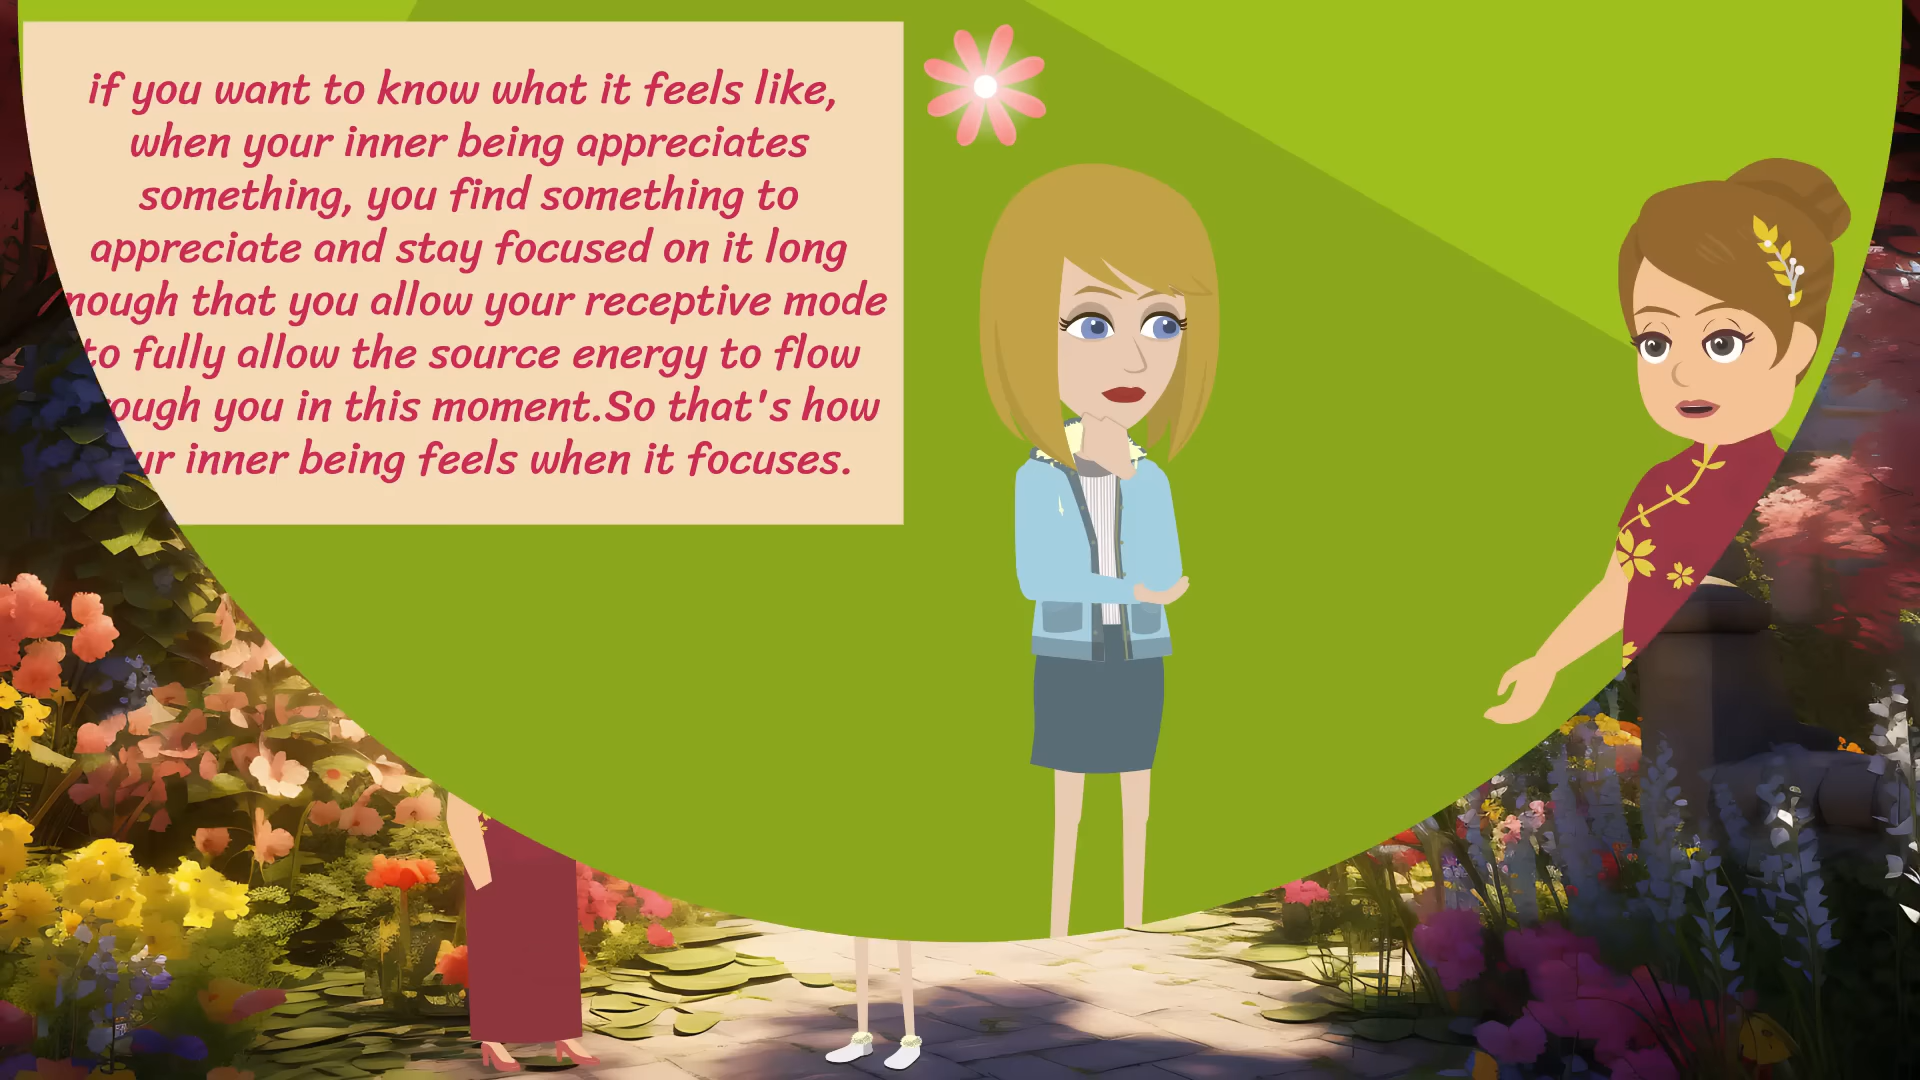 if you want to know what it feels like,
when your inner being appreciates
something, you find something to
appreciate and stay focused on it long
nough that you allow your receptive mode
to fully allow the source energy to flow
rough you in this moment.So that's how
ur inner being feels when it focuses.